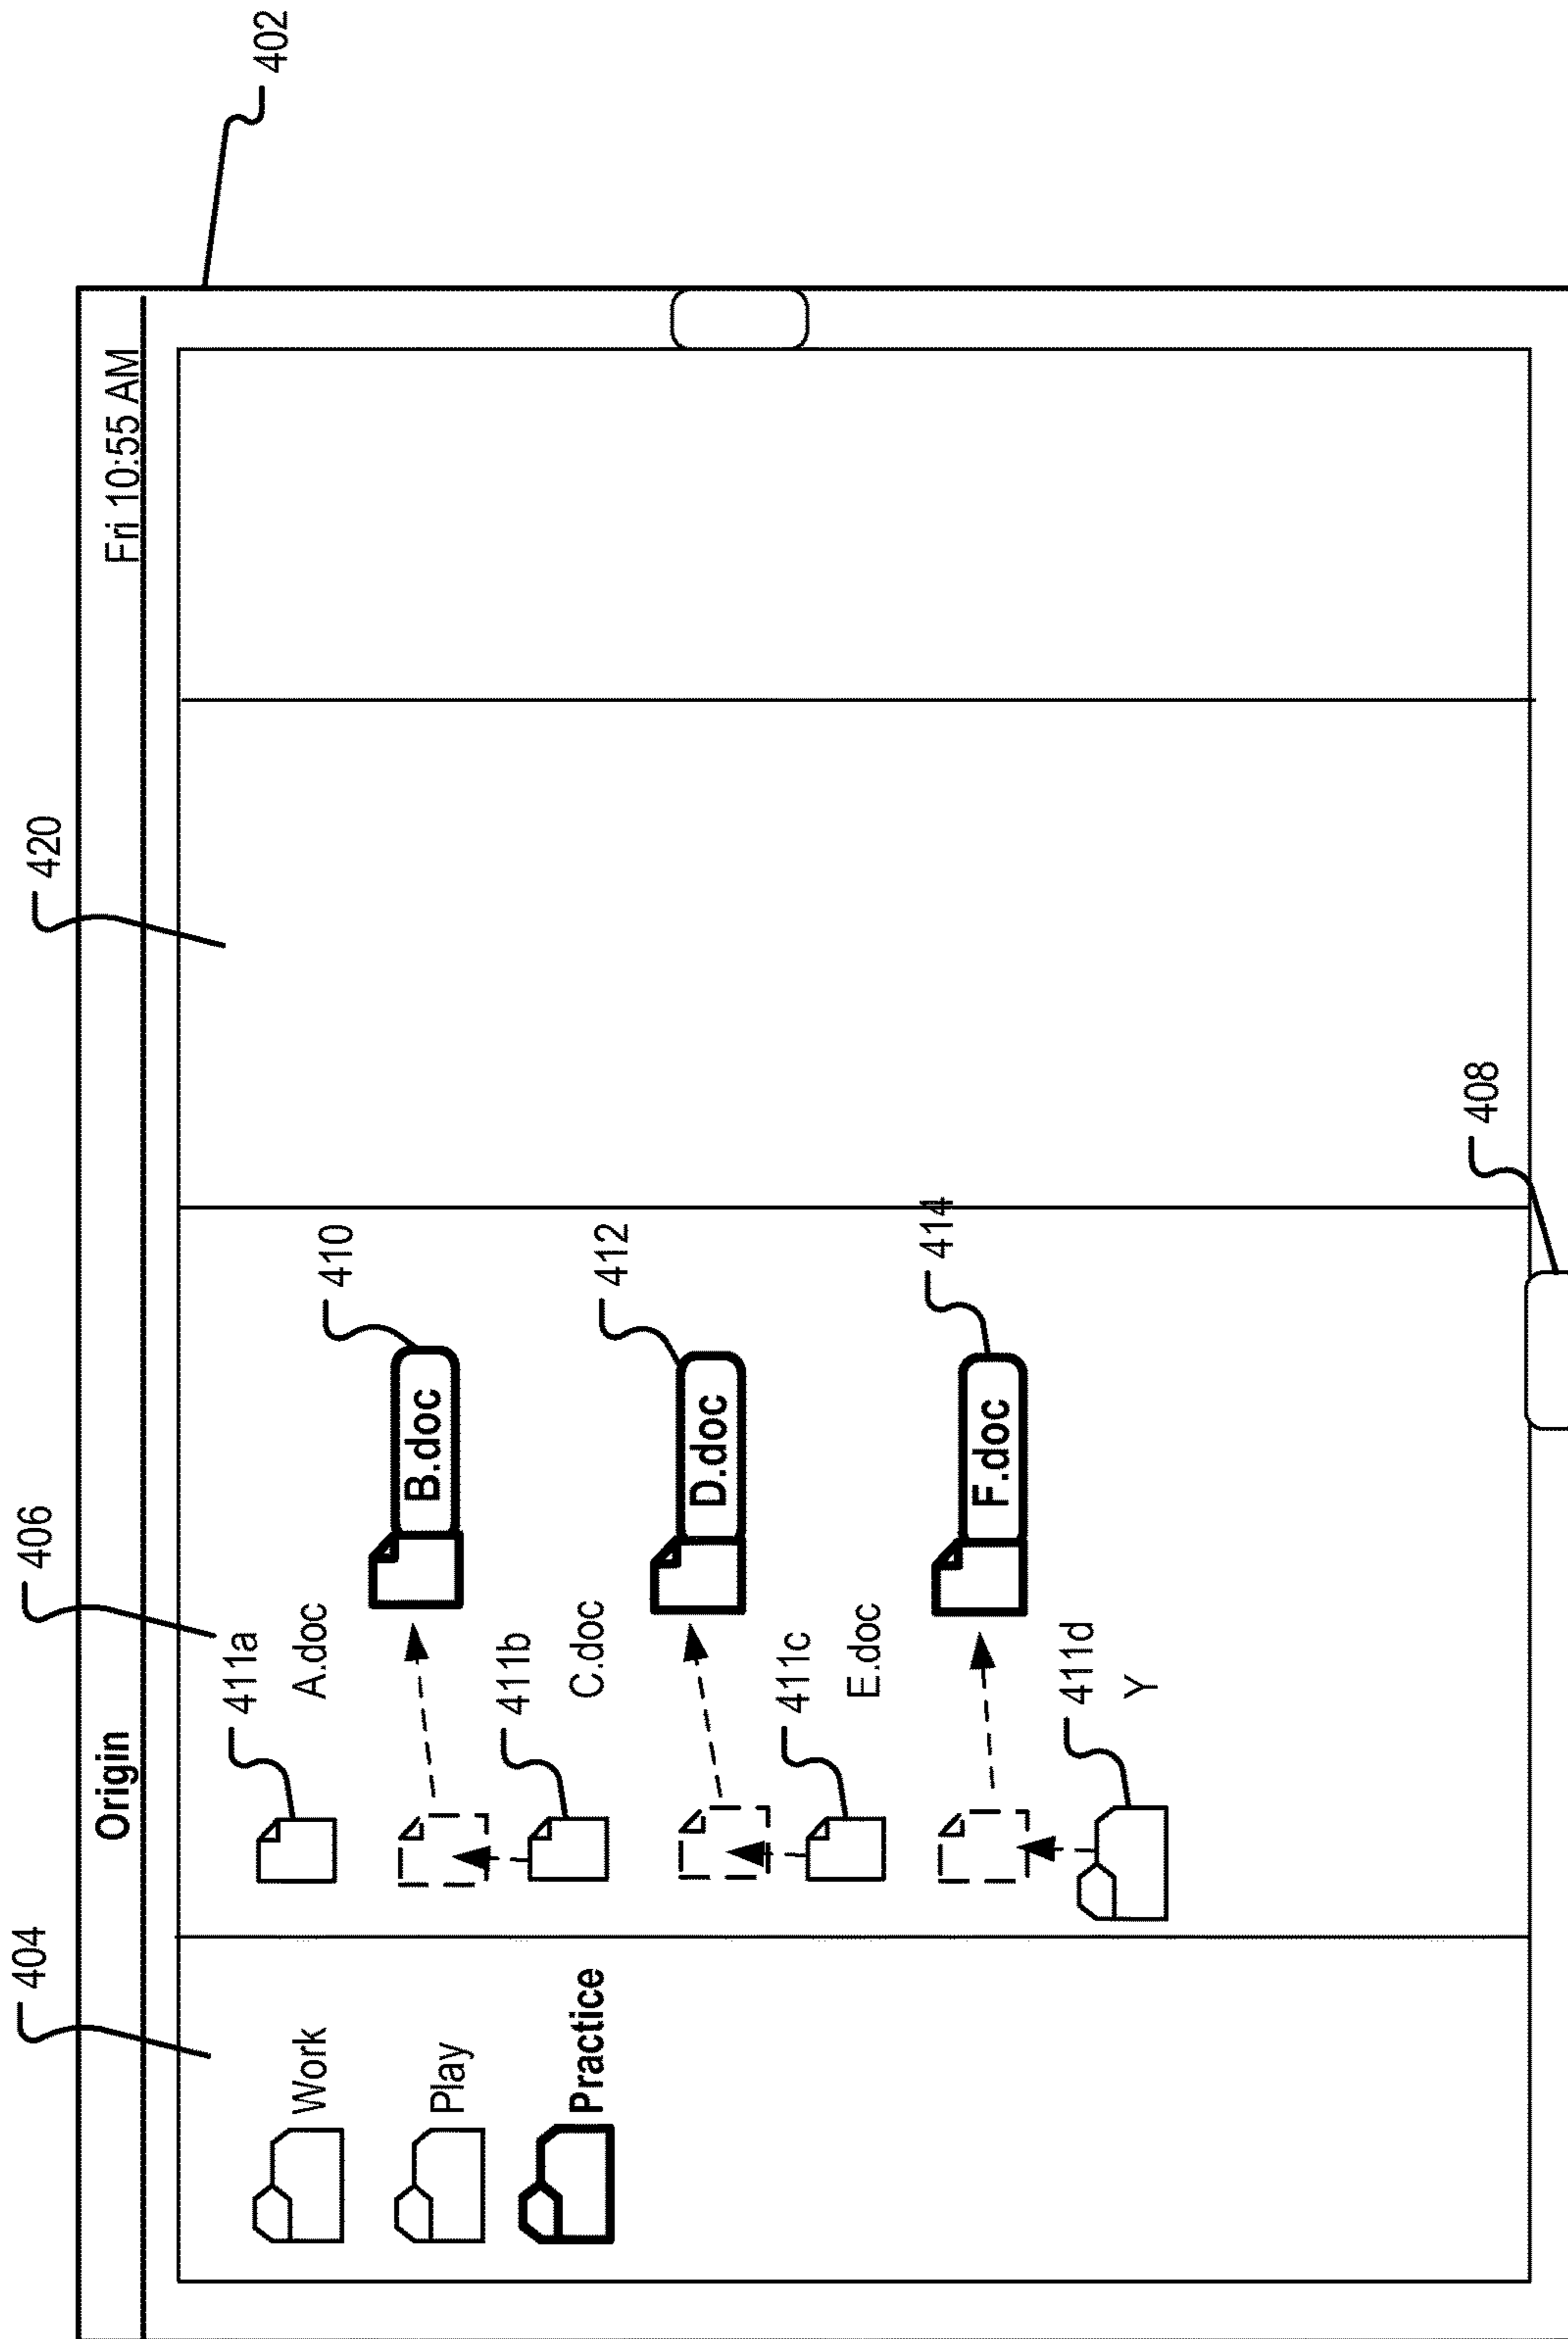 402
420
Origin
Fri 10:55 AM
404
406
Work
Play
Practice
411a
A.doc
410
B.doc
411b
C.doc
412
D.doc
411c
E.doc
414
F.doc
411d
Y
408